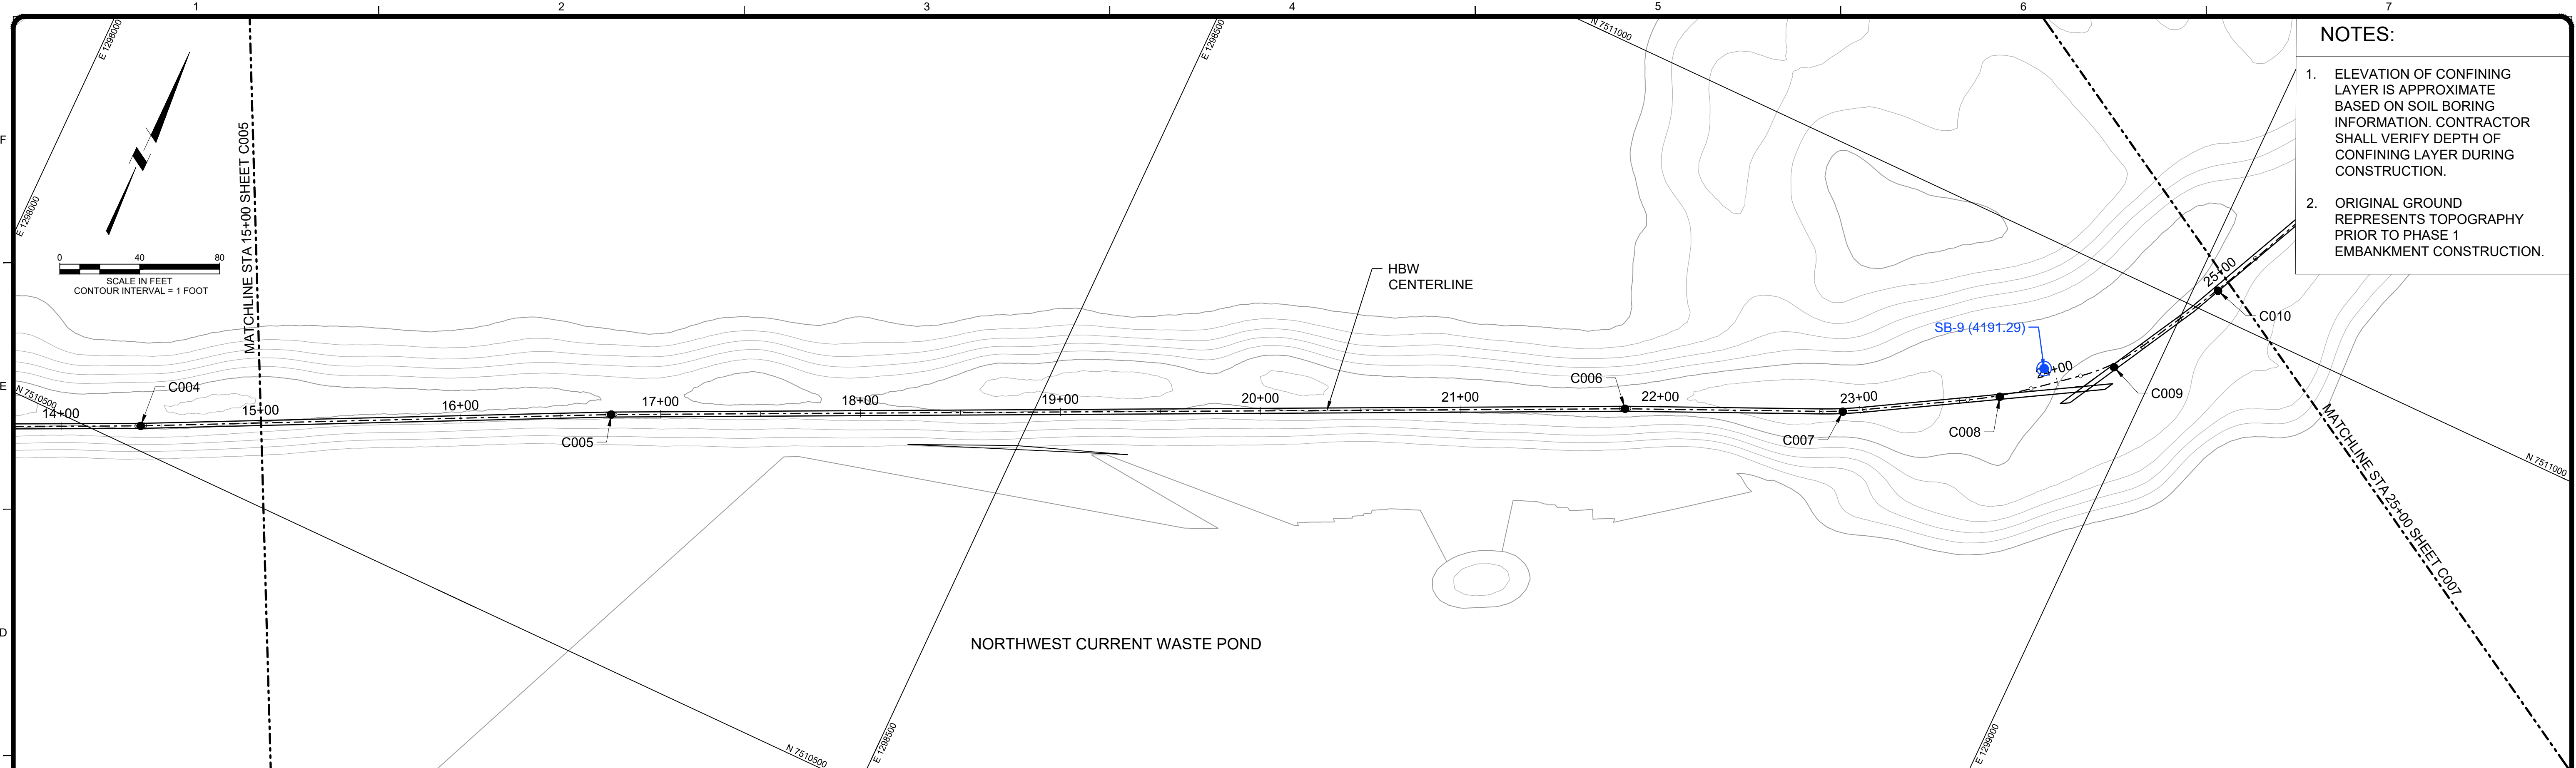 1
2
3
4
5
6
7
F
E
D
E 1298000
E 1298500
N 7511000
NOTES:
1. ELEVATION OF CONFINING
LAYER IS APPROXIMATE
BASED ON SOIL BORING
INFORMATION. CONTRACTOR
SHALL VERIFY DEPTH OF
CONFINING LAYER DURING
CONSTRUCTION.
2. ORIGINAL GROUND
REPRESENTS TOPOGRAPHY
PRIOR TO PHASE 1
EMBANKMENT CONSTRUCTION.
E 1298000
MATCHLINE STA 15+00 SHEET C005
0 40 80
SCALE IN FEET
CONTOUR INTERVAL = 1 FOOT
HBW
CENTERLINE
SB-9 (4191.29)
25+00
C010
N 7510500
C004
C006
C009
14+00
15+00
16+00
17+00
18+00
19+00
20+00
21+00
22+00
23+00
+00
C005
C007
C008
MATCHLINE STA 25+00 SHEET C007
N 7511000
NORTHWEST CURRENT WASTE POND
N 7510500
E 1298500
E 1299000